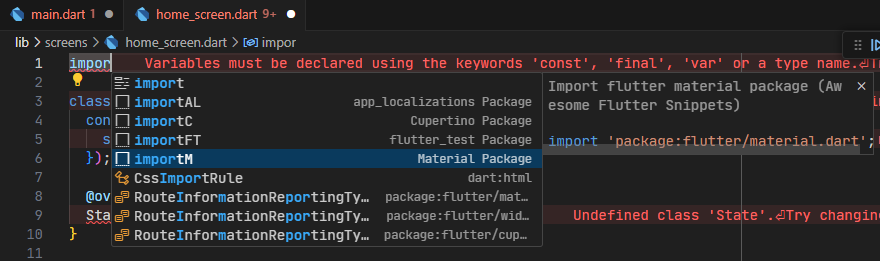 main.dart 1
home_screen.dart 9+
lib > screens > home_screen.dart > impor
1 impor Variables must be declared using the keywords 'const', 'final', 'var' or a type name.⏎Tr
2
3 class
4 con
5 s
6 });
7
8 @ov
9 Sta Undefined class 'State'.⏎Try changing
10 }
11
import
importAL app_localizations Package
importC Cupertino Package
importFT flutter_test Package
importM Material Package
CssImportRule dart:html
RouteInformationReportingTy… package:flutter/mat…
RouteInformationReportingTy… package:flutter/wid…
RouteInformationReportingTy… package:flutter/cup…
Import flutter material package (Aw
esome Flutter Snippets)
import 'package:flutter/material.dart';